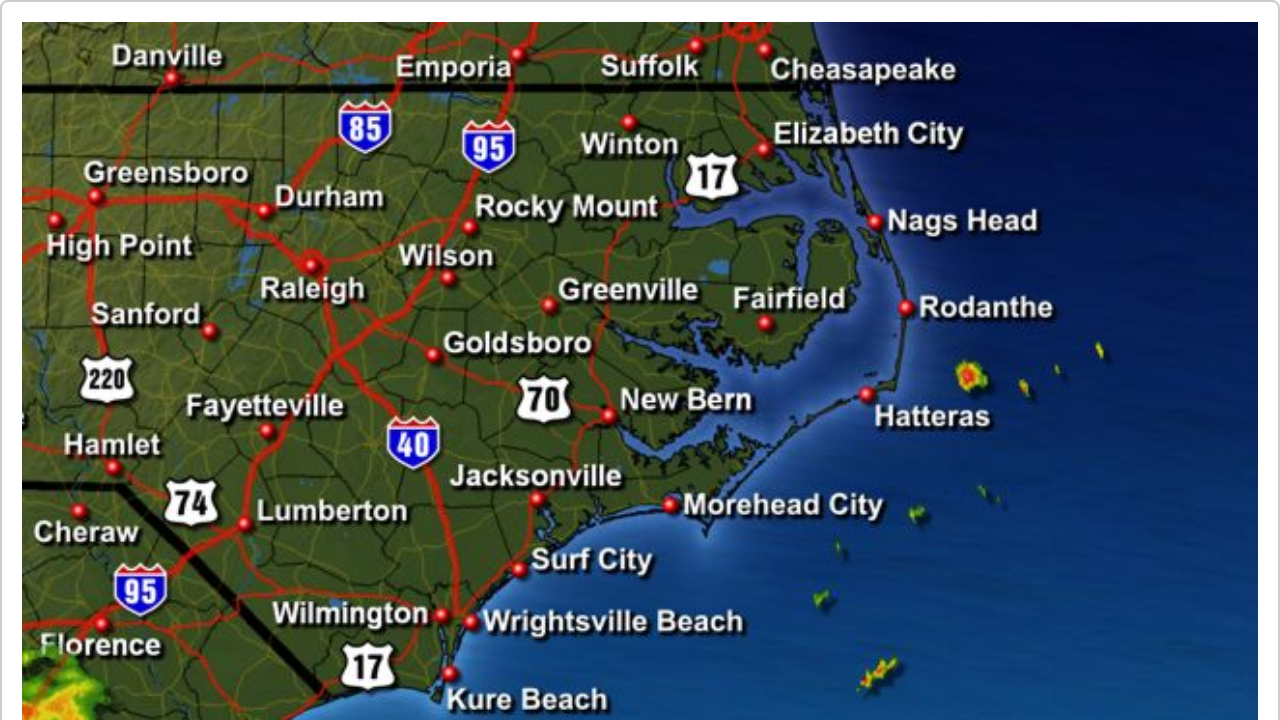 Danville
Emporia
Suffolk
Cheasapeake
85
95
Winton
Elizabeth City
17
Greensboro
Durham
Rocky Mount
Nags Head
High Point
Wilson
Raleigh
Greenville
Fairfield
Rodanthe
Sanford
Goldsboro
220
Fayetteville
70
New Bern
Hatteras
Hamlet
40
Jacksonville
74
Lumberton
Morehead City
Cheraw
Surf City
95
Wilmington
Wrightsville Beach
Florence
17
Kure Beach